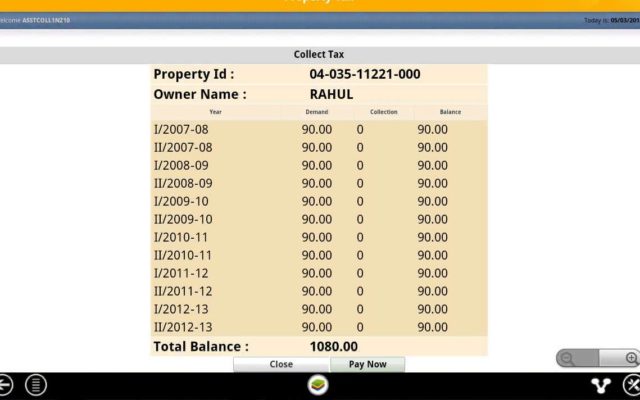 Welcome ASSTCOLL1NZ10
Today is: 05/03/201
Collect Tax
Property Id : 04-035-11221-000
Owner Name : RAHUL
Year Demand Collection Balance
I/2007-08 90.00 0 90.00
II/2007-08 90.00 0 90.00
I/2008-09 90.00 0 90.00
II/2008-09 90.00 0 90.00
I/2009-10 90.00 0 90.00
II/2009-10 90.00 0 90.00
I/2010-11 90.00 0 90.00
II/2010-11 90.00 0 90.00
I/2011-12 90.00 0 90.00
II/2011-12 90.00 0 90.00
I/2012-13 90.00 0 90.00
II/2012-13 90.00 0 90.00
Total Balance : 1080.00
Close Pay Now